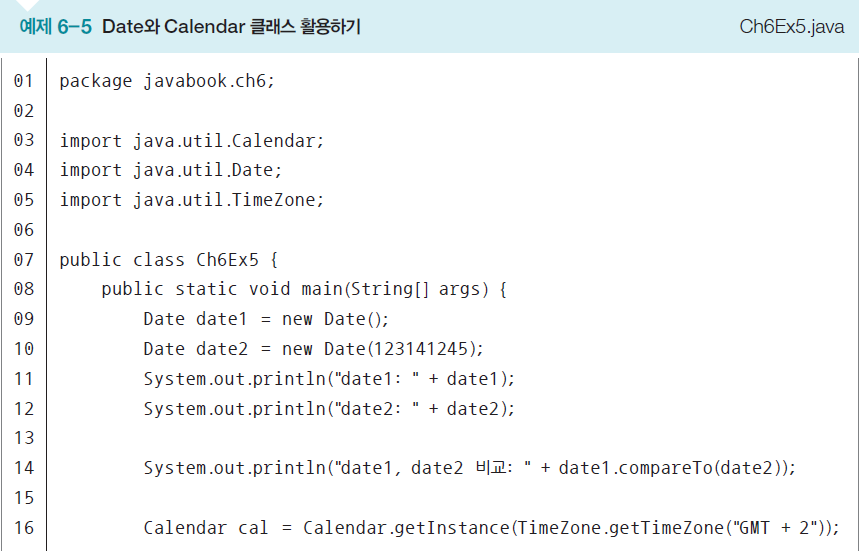 예제 6-5 Date와 Calendar 클래스 활용하기 Ch6Ex5.java
01 package javabook.ch6;
02
03 import java.util.Calendar;
04 import java.util.Date;
05 import java.util.TimeZone;
06
07 public class Ch6Ex5 {
08     public static void main(String[] args) {
09         Date date1 = new Date();
10         Date date2 = new Date(123141245);
11         System.out.println("date1: " + date1);
12         System.out.println("date2: " + date2);
13
14         System.out.println("date1, date2 비교: " + date1.compareTo(date2));
15
16         Calendar cal = Calendar.getInstance(TimeZone.getTimeZone("GMT + 2"));